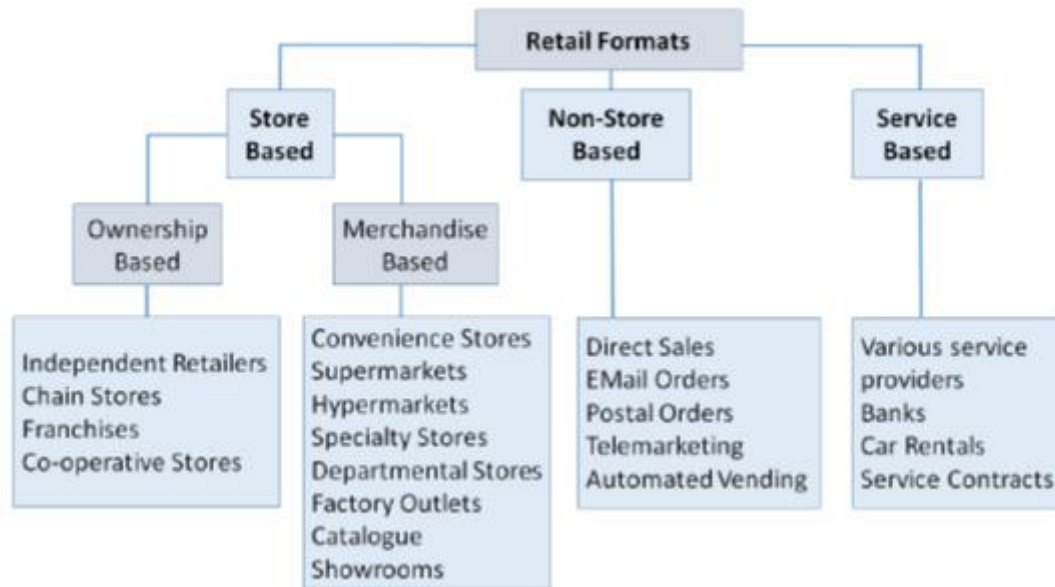 Retail Formats
Store
Based
Non-Store
Based
Service
Based
Ownership
Based
Merchandise
Based
Independent Retailers
Chain Stores
Franchises
Co-operative Stores
Convenience Stores
Supermarkets
Hypermarkets
Specialty Stores
Departmental Stores
Factory Outlets
Catalogue
Showrooms
Direct Sales
EMail Orders
Postal Orders
Telemarketing
Automated Vending
Various service
providers
Banks
Car Rentals
Service Contracts